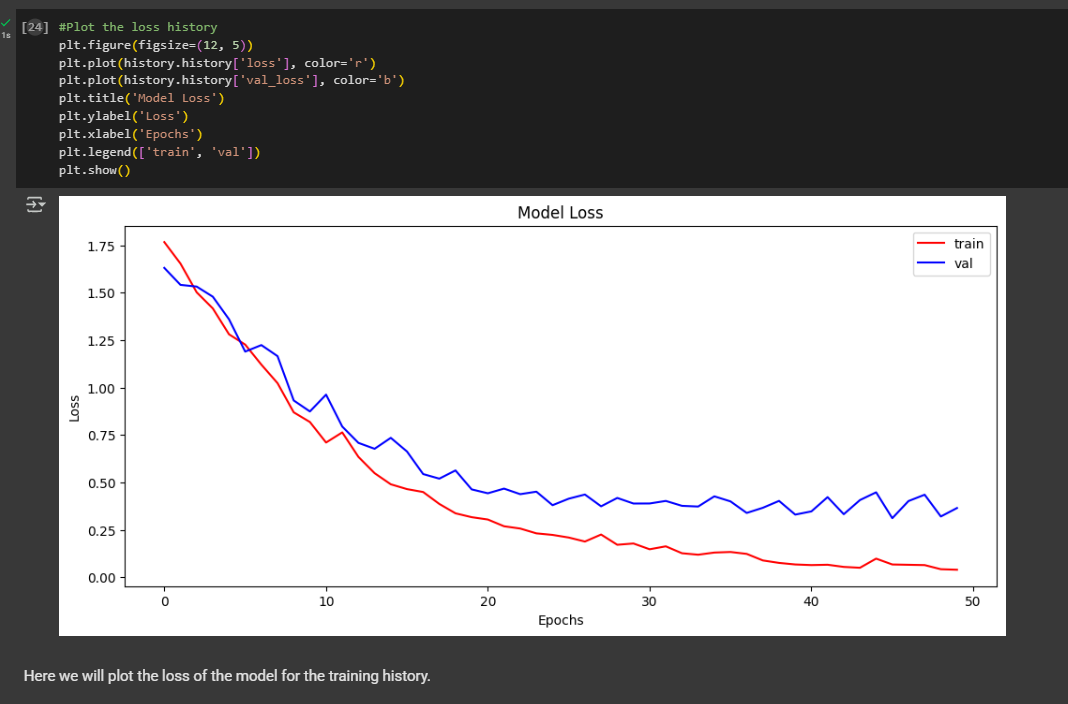 [24] #Plot the loss history
1s
plt.figure(figsize=(12, 5))
plt.plot(history.history['loss'], color='r')
plt.plot(history.history['val_loss'], color='b')
plt.title('Model Loss')
plt.ylabel('Loss')
plt.xlabel('Epochs')
plt.legend(['train', 'val'])
plt.show()
Model Loss
train
val
1.75
1.50
1.25
1.00
0.75
0.50
0.25
0.00
Loss
0 10 20 30 40 50
Epochs
Here we will plot the loss of the model for the training history.